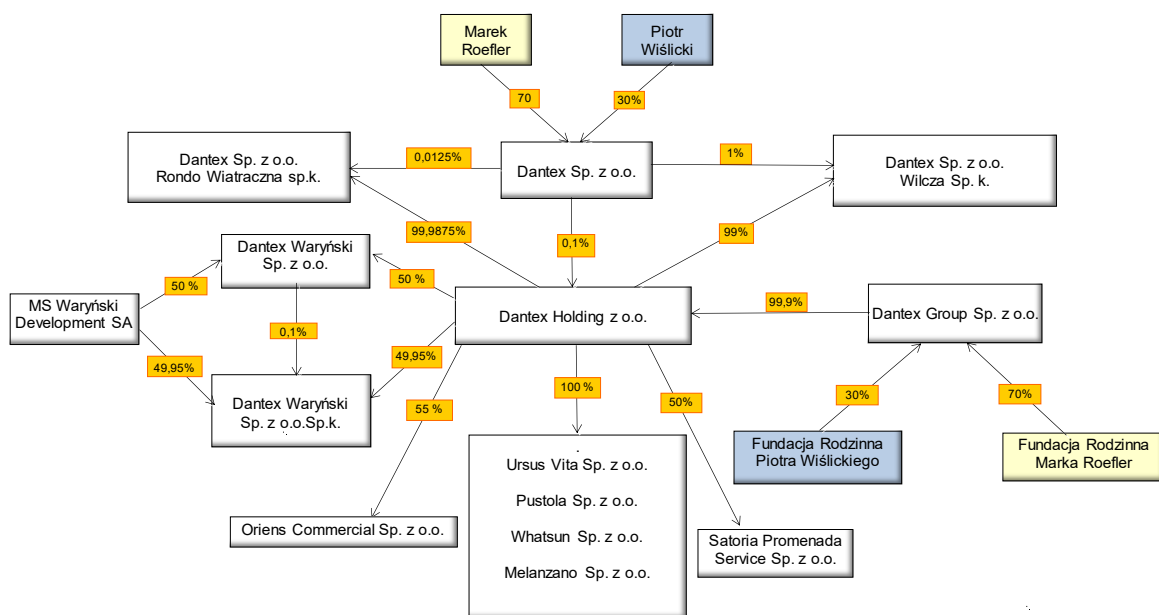 Marek
Roefler
Piotr
Wiślicki
70
30%
Dantex Sp. z o.o.
Rondo Wiatraczna sp.k.
0,0125%
Dantex Sp. z o.o.
1%
Dantex Sp. z o.o.
Wilcza Sp. k.
99,9875%
0,1%
99%
Dantex Waryński
Sp. z o.o.
50 %
50 %
MS Waryński
Development SA
Dantex Holding z o.o.
99,9%
Dantex Group Sp. z o.o.
0,1%
49,95%
49,95%
Dantex Waryński
Sp. z o.o.Sp.k.
55 %
100 %
50%
30%
70%
Fundacja Rodzinna
Piotra Wiślickiego
Fundacja Rodzinna
Marka Roefler
Ursus Vita Sp. z o.o.
Pustola Sp. z o.o.
Whatsun Sp. z o.o.
Melanzano Sp. z o.o.
Oriens Commercial Sp. z o.o.
Satoria Promenada
Service Sp. z o.o.